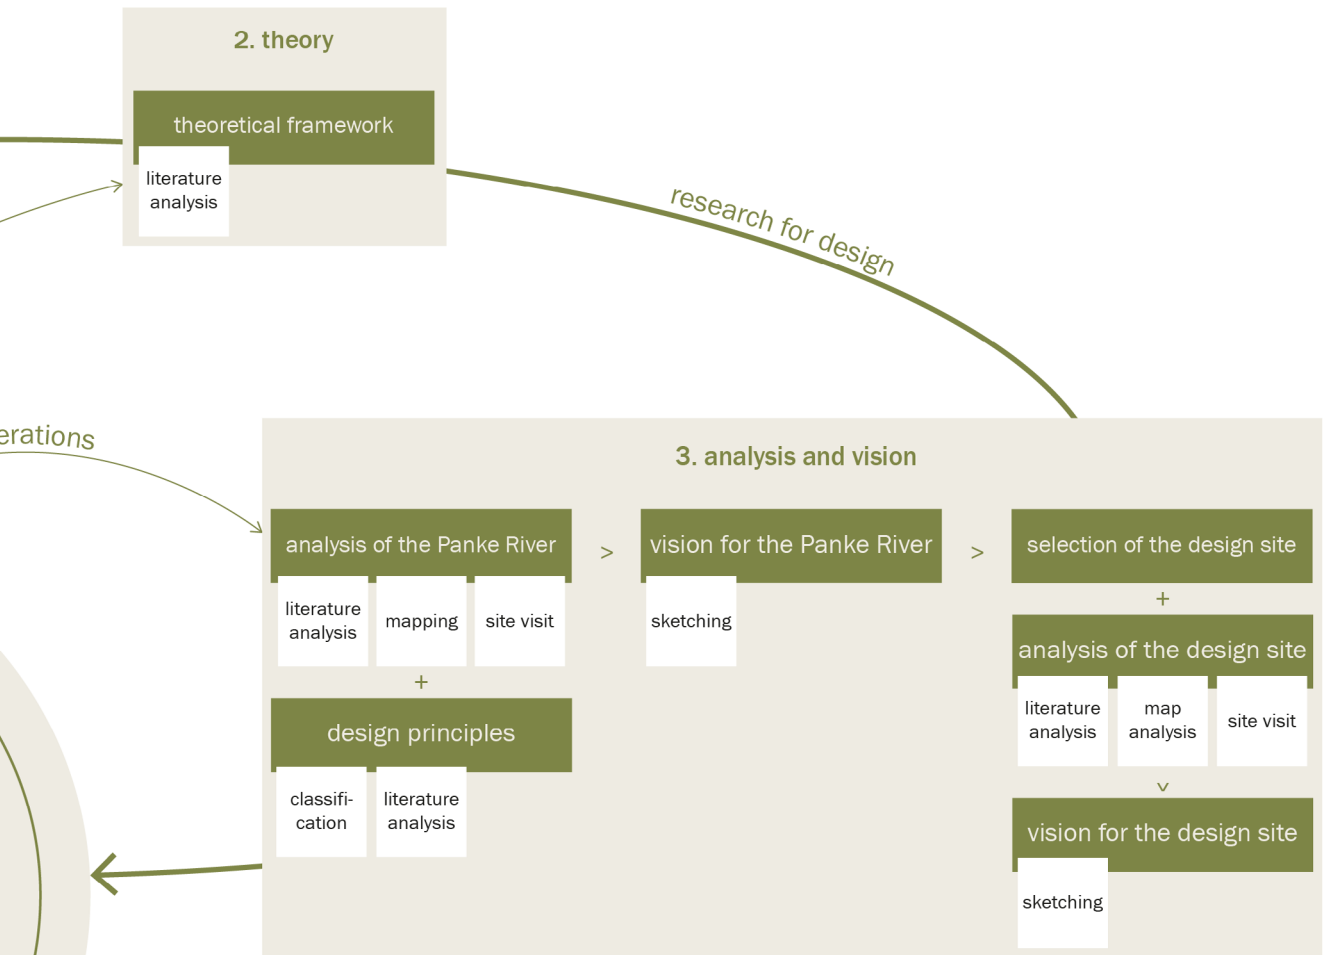 2. theory
theoretical framework
literature
analysis
research for design
erations
3. analysis and vision
analysis of the Panke River
literature
analysis
mapping
site visit
+
design principles
classifi-
cation
literature
analysis
>
vision for the Panke River
sketching
>
selection of the design site
+
analysis of the design site
literature
analysis
map
analysis
site visit
>
vision for the design site
sketching